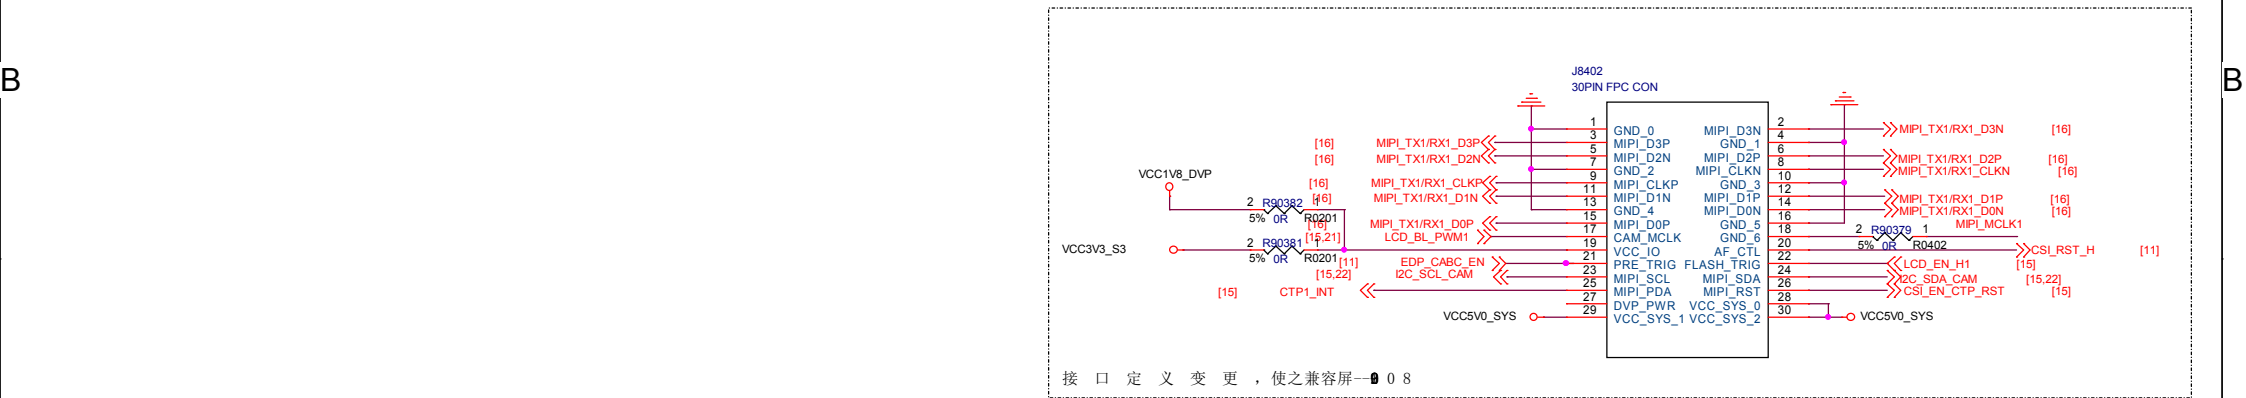 B
B
J8402
30PIN FPC CON
1 GND_0 MIPI_D3N 2 MIPI_TX1/RX1_D3N [16]
[16] MIPI_TX1/RX1_D3P 3 MIPI_D3P GND_1 4
[16] MIPI_TX1/RX1_D2N 5 MIPI_D2N MIPI_D2P 6 MIPI_TX1/RX1_D2P [16]
7 GND_2 MIPI_CLKN 8 MIPI_TX1/RX1_CLKN [16]
VCC1V8_DVP
[16] MIPI_TX1/RX1_CLKP 9 MIPI_CLKP GND_3 10
[16] MIPI_TX1/RX1_D1N 11 MIPI_D1N MIPI_D1P 12 MIPI_TX1/RX1_D1P [16]
2 R90382 1
5% 0R R0201
13 GND_4 MIPI_D0N 14 MIPI_TX1/RX1_D0N [16]
[16] MIPI_TX1/RX1_D0P 15 MIPI_D0P GND_5 16 MIPI_MCLK1
[15,21] LCD_BL_PWM1 17 CAM_MCLK GND_6 18 2 R90379 1
5% 0R R0402
VCC3V3_S3 2 R90381 1
5% 0R R0201
19 VCC_IO AF_CTL 20 CSI_RST_H [11]
[11] EDP_CABC_EN 21 PRE_TRIG FLASH_TRIG 22 LCD_EN_H1 [15]
[15,22] I2C_SCL_CAM 23 MIPI_SCL MIPI_SDA 24 I2C_SDA_CAM [15,22]
[15] CTP1_INT 25 MIPI_PDA MIPI_RST 26 CSI_EN_CTP_RST [15]
27 DVP_PWR VCC_SYS_0 28
VCC5V0_SYS 29 VCC_SYS_1 VCC_SYS_2 30 VCC5V0_SYS
接口定义变更，使之兼容屏--08